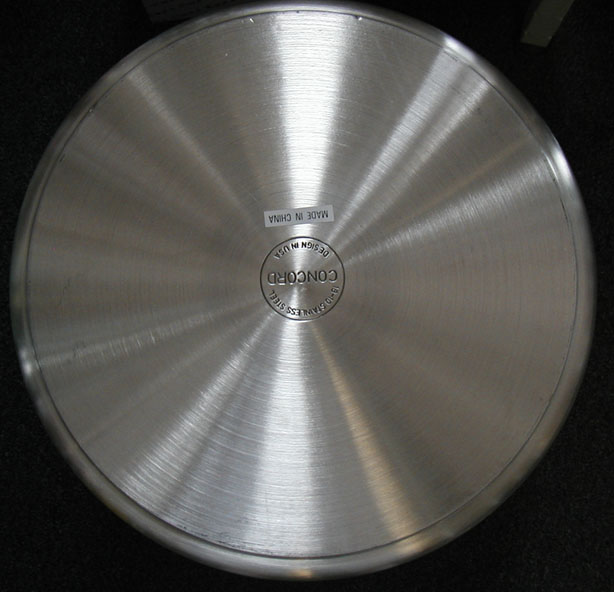 STAINLESS STEEL
CONCORD
DESIGN IN USA
MADE IN CHINA